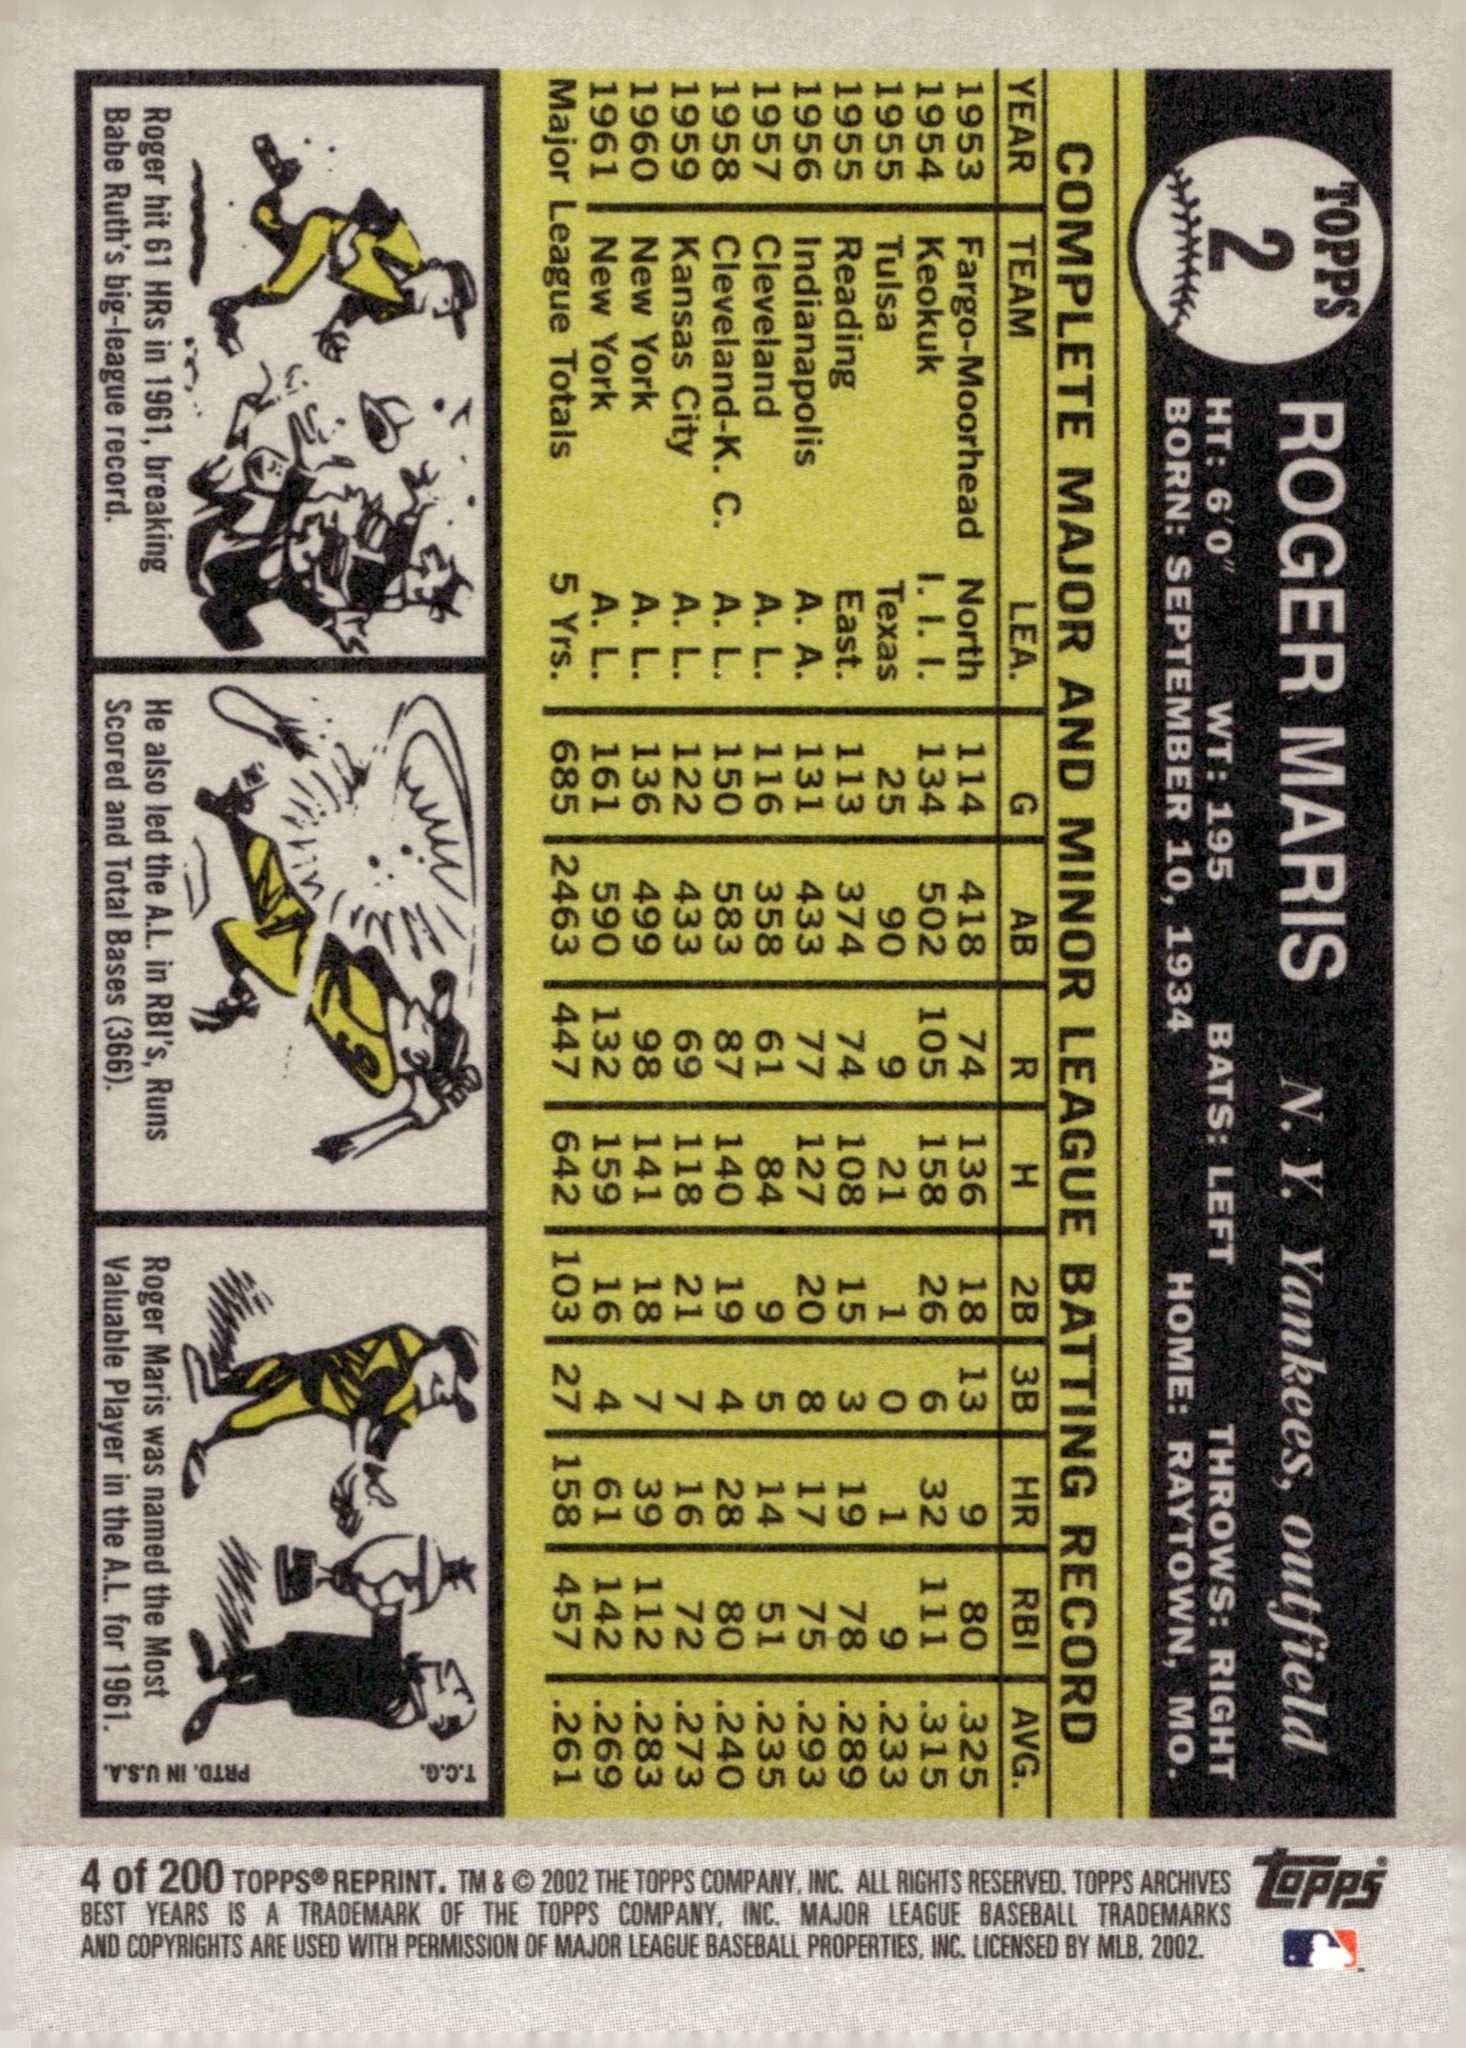 TOPPS
2
ROGER MARIS N. Y. Yankees, outfield
HT: 6'0" WT: 195 BATS: LEFT THROWS: RIGHT
BORN: SEPTEMBER 10, 1934 HOME: RAYTOWN, MO.
COMPLETE MAJOR AND MINOR LEAGUE BATTING RECORD
YEAR TEAM LEA. G AB R H 2B 3B HR RBI AVG.
1953 Fargo-Moorhead North 114 418 74 136 18 13 9 80 .325
1954 Keokuk I. I. I. 134 502 105 158 26 6 32 111 .315
1955 Tulsa Texas 25 90 9 21 1 0 1 9 .233
1955 Reading East. 113 374 74 108 15 3 19 78 .289
1956 Indianapolis A. A. 131 433 77 127 20 8 17 75 .293
1957 Cleveland A. L. 116 358 61 84 9 5 14 51 .235
1958 Cleveland-K. C. A. L. 150 583 87 140 19 4 28 80 .240
1959 Kansas City A. L. 122 433 69 118 21 7 16 72 .273
1960 New York A. L. 136 499 98 141 18 7 39 112 .283
1961 New York A. L. 161 590 132 159 16 4 61 142 .269
Major League Totals 5 Yrs. 685 2463 447 642 103 27 158 457 .261
Roger hit 61 HRs in 1961, breaking
Babe Ruth's big-league record.
He also led the A.L. in RBI's, Runs
Scored and Total Bases (366).
Roger Maris was named the Most
Valuable Player in the A.L. for 1961.
T.C.G. PRTD. IN U.S.A.
4 of 200 TOPPS® REPRINT. TM & © 2002 THE TOPPS COMPANY, INC. ALL RIGHTS RESERVED. TOPPS ARCHIVES
BEST YEARS IS A TRADEMARK OF THE TOPPS COMPANY, INC. MAJOR LEAGUE BASEBALL TRADEMARKS
AND COPYRIGHTS ARE USED WITH PERMISSION OF MAJOR LEAGUE BASEBALL PROPERTIES, INC. LICENSED BY MLB, 2002.
Topps®